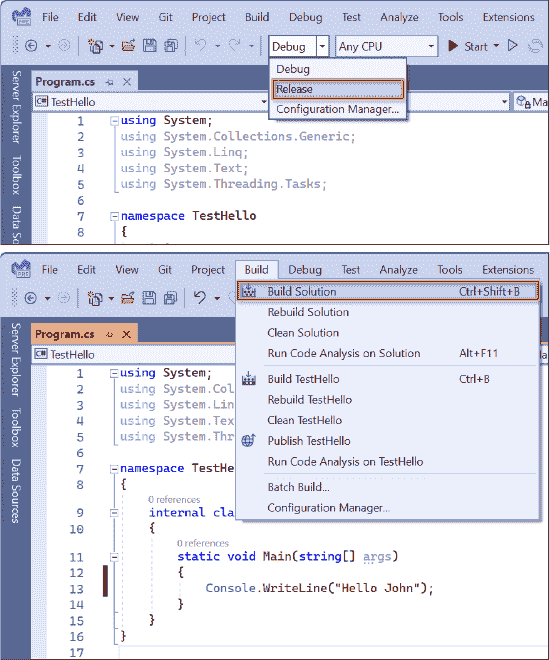 File Edit View Git Project Build Debug Test Analyze Tools Extensions
Debug Any CPU Start
Debug
Release
Configuration Manager...
Server Explorer
Toolbox
Data Sources
Program.cs
TestHello
1 using System;
2 using System.Collections.Generic;
3 using System.Linq;
4 using System.Text;
5 using System.Threading.Tasks;
6
7 namespace TestHello
8 {
File Edit View Git Project Build Debug Test Analyze Tools Extensions
Build Solution Ctrl+Shift+B
Rebuild Solution
Clean Solution
Run Code Analysis on Solution Alt+F11
Build TestHello Ctrl+B
Rebuild TestHello
Clean TestHello
Publish TestHello
Run Code Analysis on TestHello
Batch Build...
Configuration Manager...
Server Explorer
Toolbox
Data Sources
Program.cs
TestHello
1 using System;
2 using System.Col
3 using System.Lin
4 using System.Tex
5 using System.Thr
6
7 namespace TestHe
8 {
0 references
9 internal cla
10 {
0 references
11 static void Main(string[] args)
12 {
13 Console.WriteLine("Hello John");
14 }
15 }
16 }
17